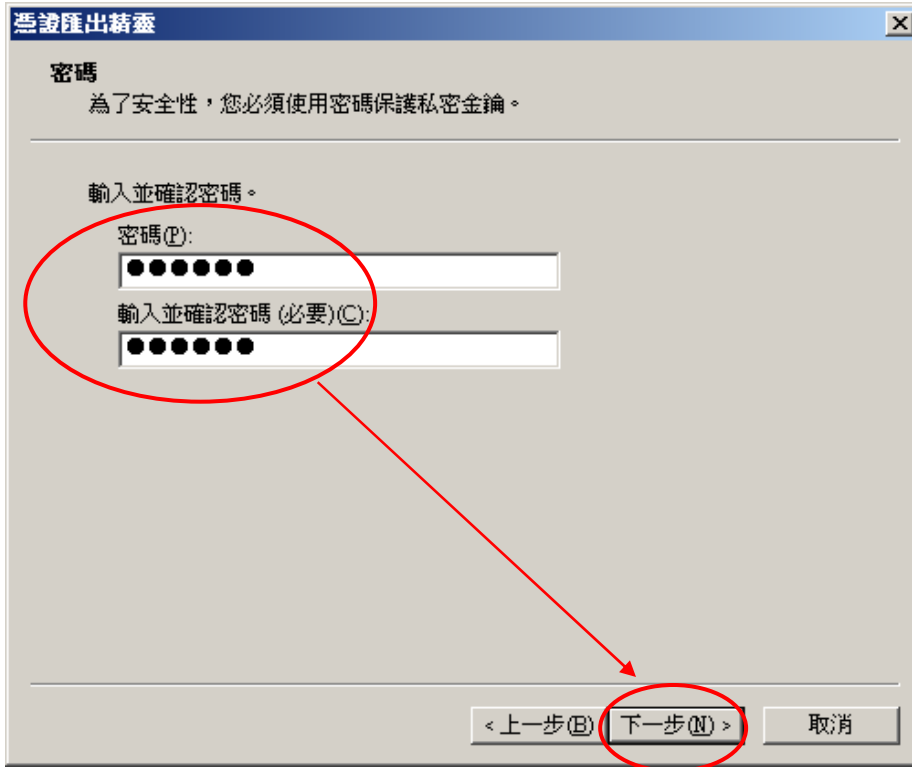 憑證匯出精靈
密碼
為了安全性，您必須使用密碼保護私密金鑰。
輸入並確認密碼。
密碼(P):
●●●●●●
輸入並確認密碼 (必要)(C):
●●●●●●
< 上一步(B)
下一步(N) >
取消